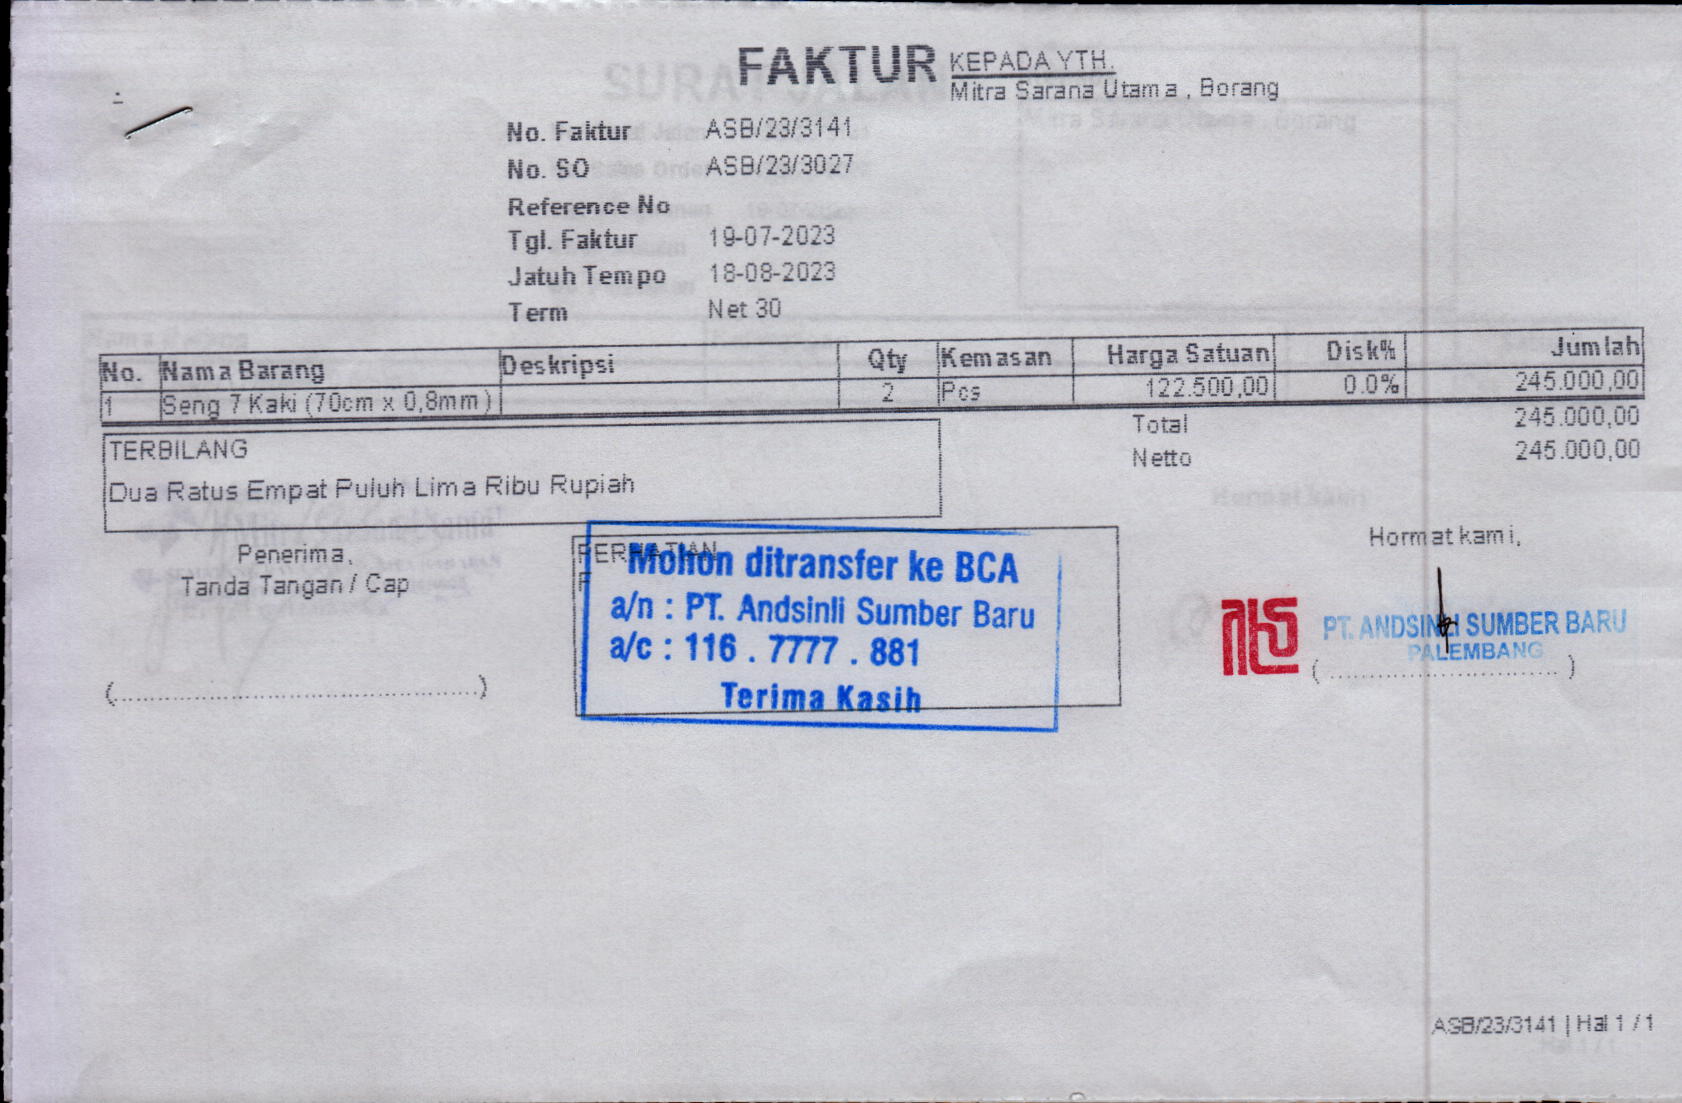 FAKTUR
KEPADA YTH.
Mitra Sarana Utama , Borang
No. Faktur ASB/23/3141
No. SO ASB/23/3027
Reference No
Tgl. Faktur 19-07-2023
Jatuh Tempo 18-08-2023
Term Net 30
No. Nama Barang Deskripsi Qty Kemasan Harga Satuan Disk% Jumlah
1 Seng 7 Kaki (70cm x 0,8mm) 2 Pcs 122.500,00 0.0% 245.000,00
Total 245.000,00
Netto 245.000,00
TERBILANG
Dua Ratus Empat Puluh Lima Ribu Rupiah
Penerima,
Tanda Tangan / Cap
(....................................................)
PERHATIAN
Mohon ditransfer ke BCA
a/n : PT. Andsinli Sumber Baru
a/c : 116 . 7777 . 881
Terima Kasih
Hormat kami,
PT. ANDSINLI SUMBER BARU
PALEMBANG
(................................)
ASB/23/3141 | Hal 1 / 1